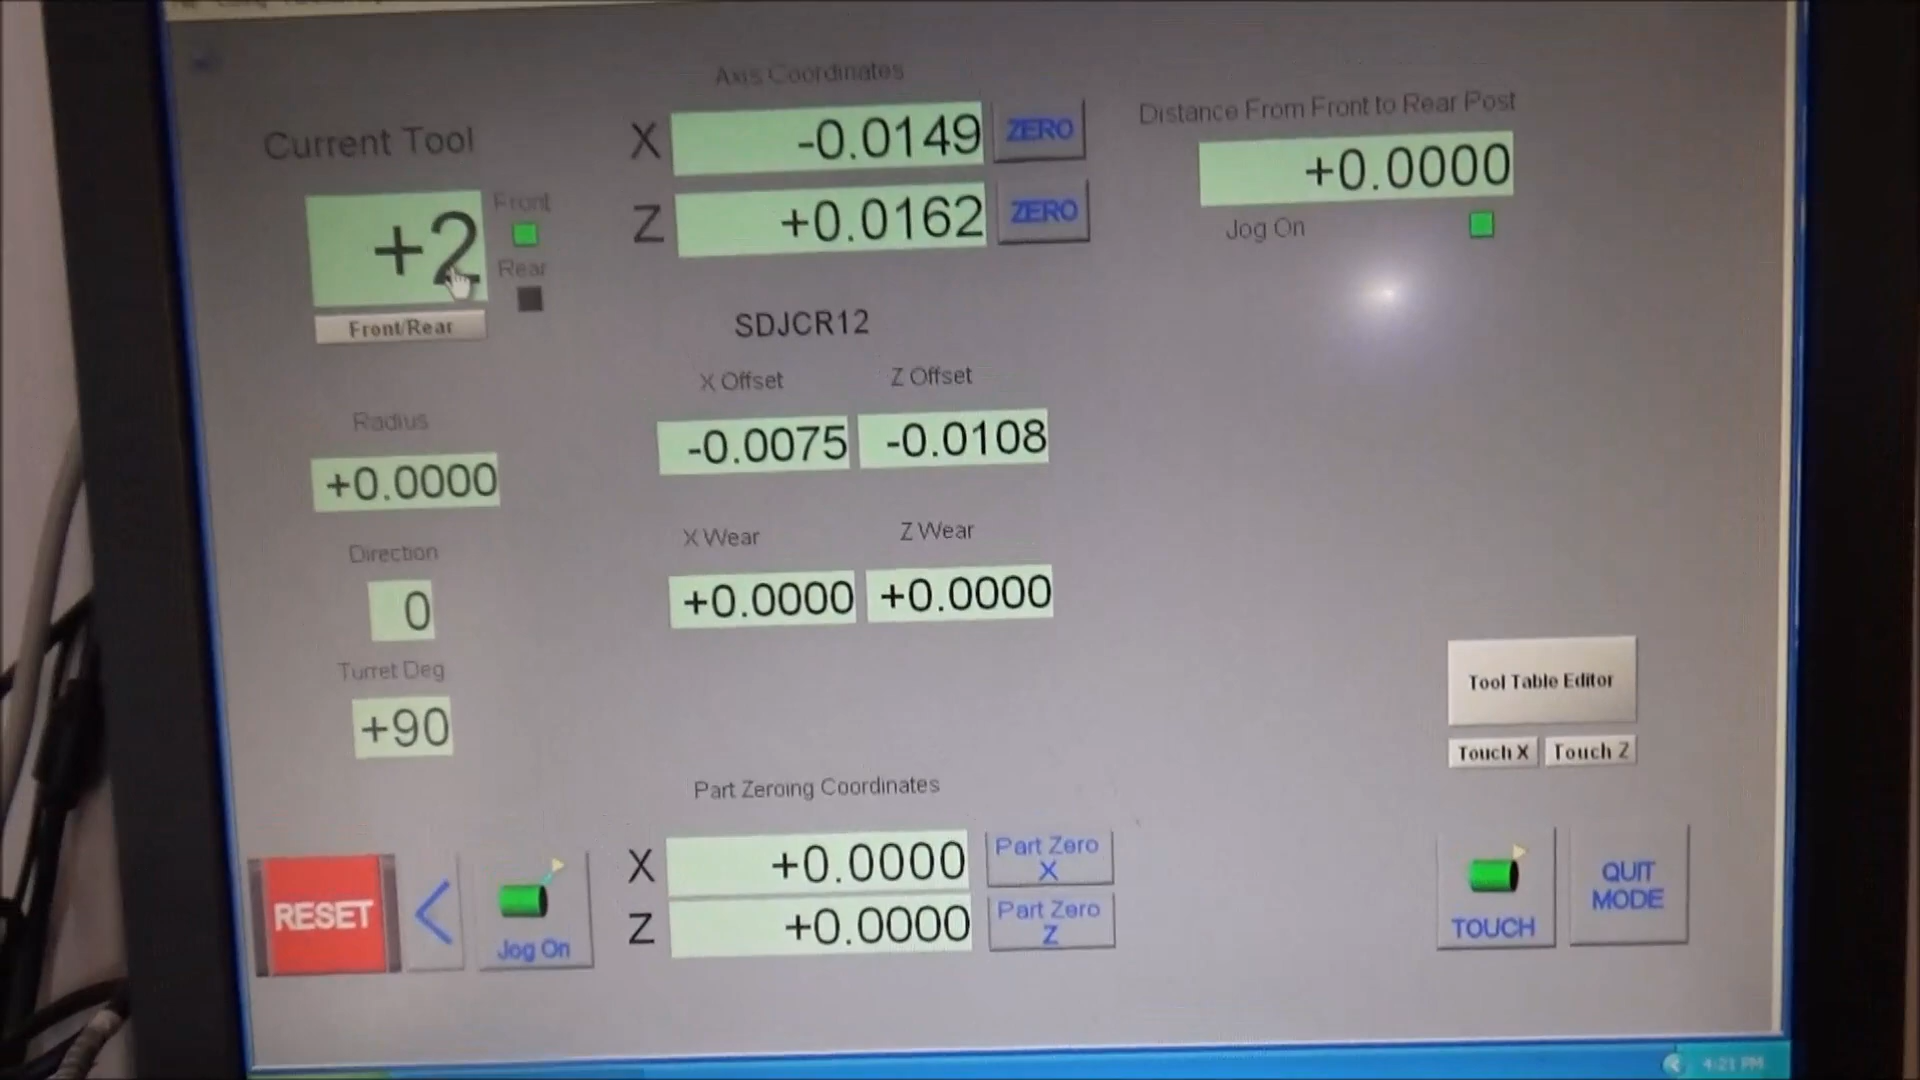 Axis Coordinates
Current Tool
X -0.0149 ZERO
Z +0.0162 ZERO
Distance From Front to Rear Post
+0.0000
Jog On
+2
Front
Rear
Front/Rear
SDJCR12
X Offset Z Offset
-0.0075 -0.0108
Radius
+0.0000
X Wear Z Wear
+0.0000 +0.0000
Direction
0
Turret Deg
+90
Tool Table Editor
Touch X Touch Z
Part Zeroing Coordinates
X +0.0000 Part Zero X
Z +0.0000 Part Zero Z
RESET
Jog On
TOUCH
QUIT
MODE
4:21 PM